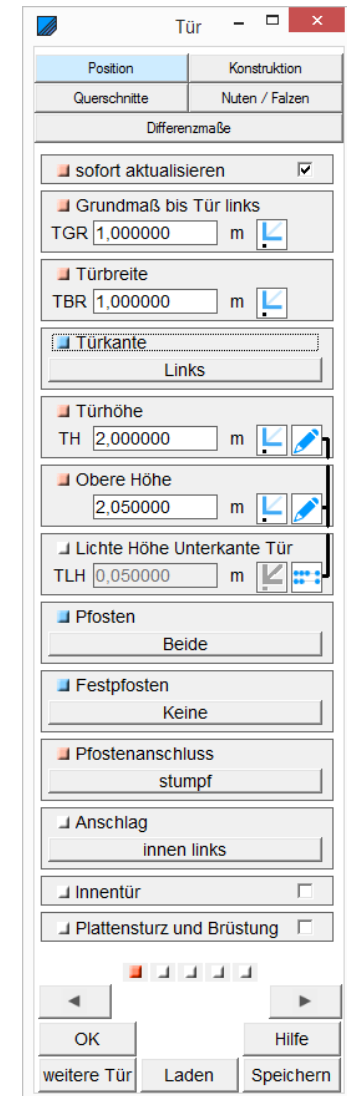 Tür
Position Konstruktion
Querschnitte Nuten / Falzen
Differenzmaße
sofort aktualisieren
Grundmaß bis Tür links
TGR 1,000000 m
Türbreite
TBR 1,000000 m
Türkante
Links
Türhöhe
TH 2,000000 m
Obere Höhe
2,050000 m
Lichte Höhe Unterkante Tür
TLH 0,050000 m
Pfosten
Beide
Festpfosten
Keine
Pfostenanschluss
stumpf
Anschlag
innen links
Innentür
Plattensturz und Brüstung
OK Hilfe
weitere Tür Laden Speichern